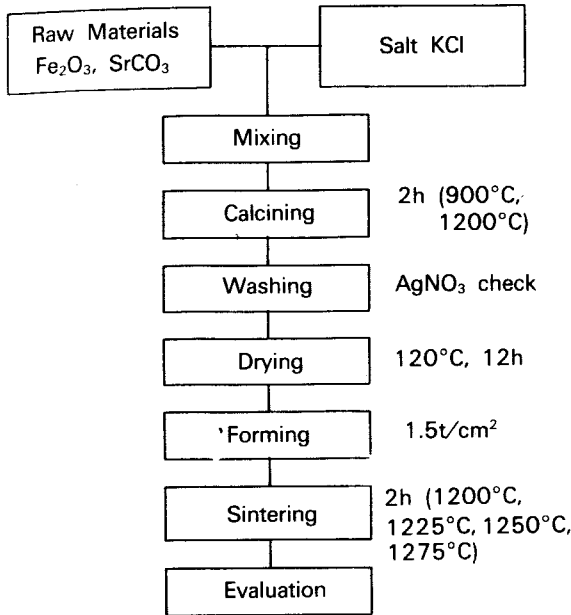 Raw Materials
Fe₂O₃, SrCO₃
Salt KCl
Mixing
Calcining
2h (900°C,
1200°C)
Washing
AgNO₃ check
Drying
120°C, 12h
Forming
1.5t/cm²
Sintering
2h (1200°C,
1225°C, 1250°C,
1275°C)
Evaluation